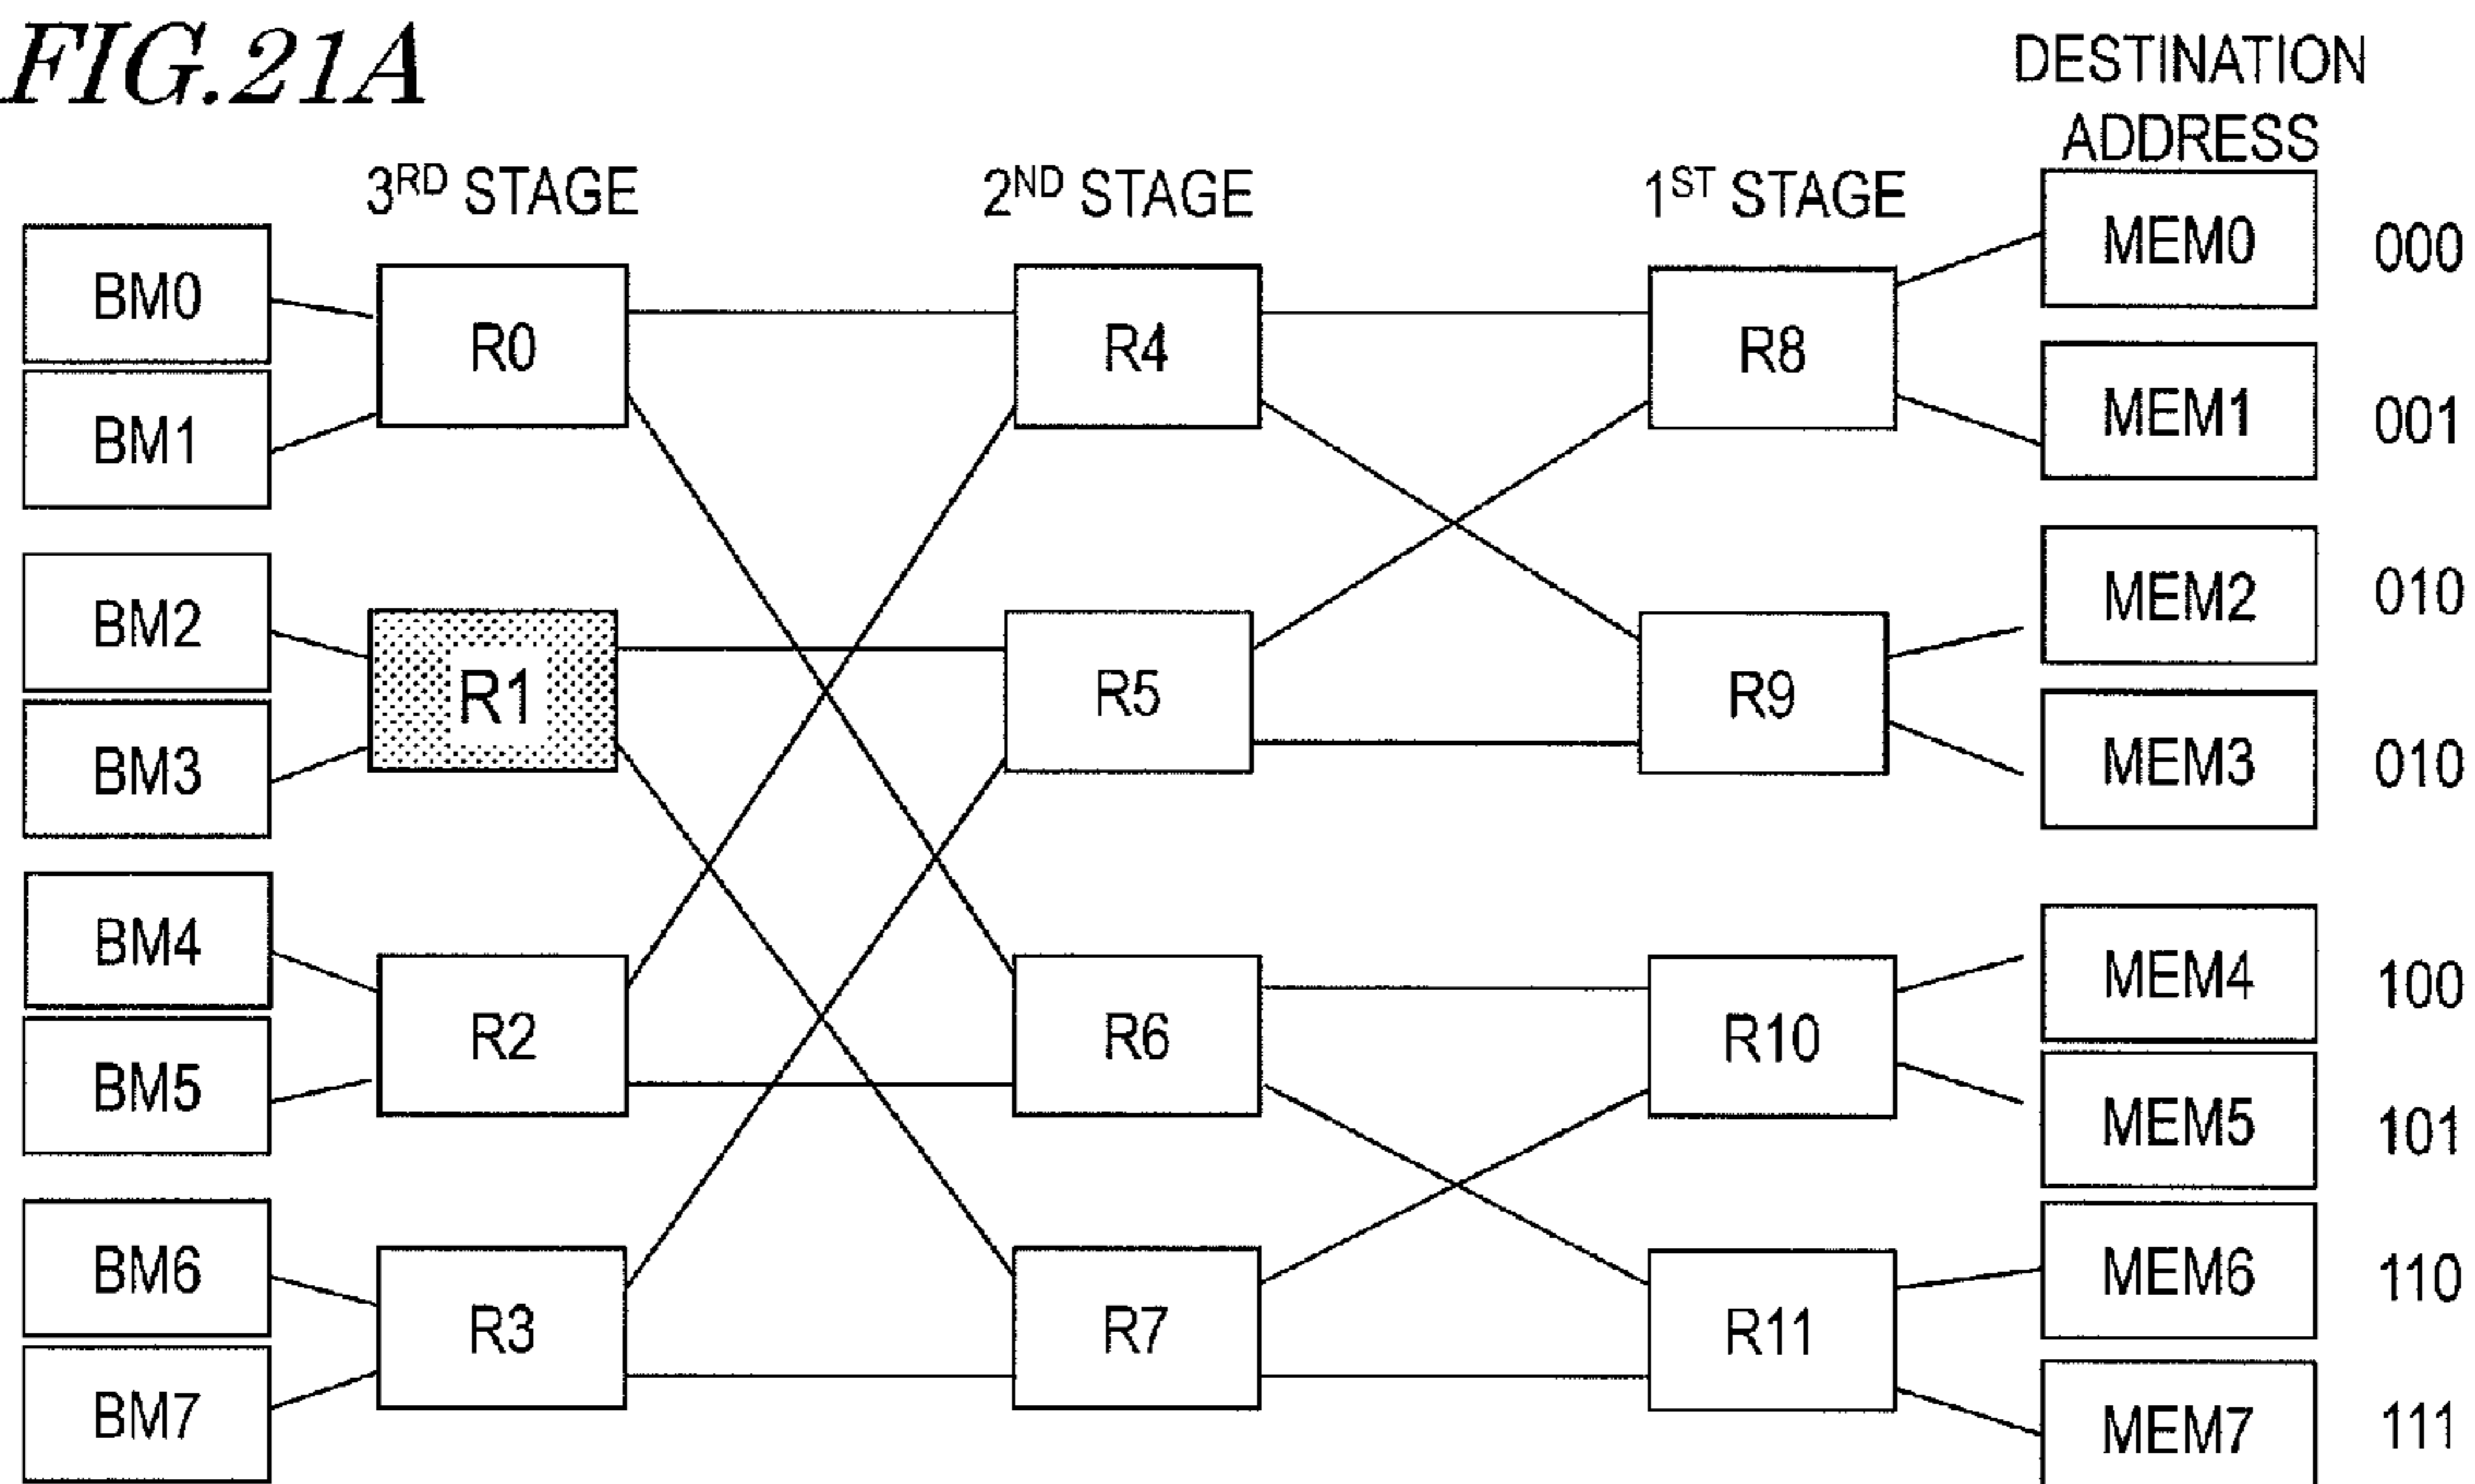 FIG.21A
DESTINATION
ADDRESS
3RD STAGE 2ND STAGE 1ST STAGE
BM0 R0 R4 R8 MEM0 000
BM1 MEM1 001
BM2 R1 R5 R9 MEM2 010
BM3 MEM3 010
BM4 R2 R6 R10 MEM4 100
BM5 MEM5 101
BM6 R3 R7 R11 MEM6 110
BM7 MEM7 111